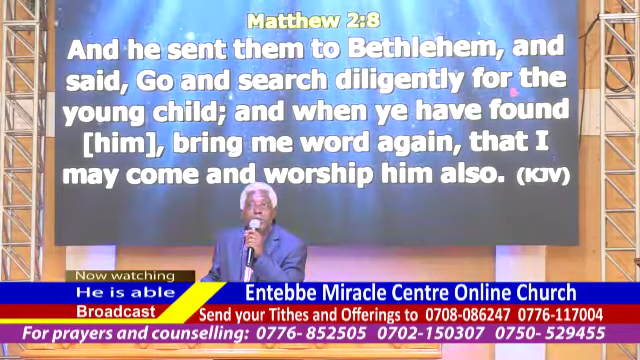 Matthew 2:8
And he sent them to Bethlehem, and
said, Go and search diligently for the
young child; and when ye have found
[him], bring me word again, that I
may come and worship him also. (KJV)
Now watching
He is able
Broadcast
Entebbe Miracle Centre Online Church
Send your Tithes and Offerings to 0708-086247 0776-117004
For prayers and counselling: 0776- 852505 0702-150307 0750- 529455